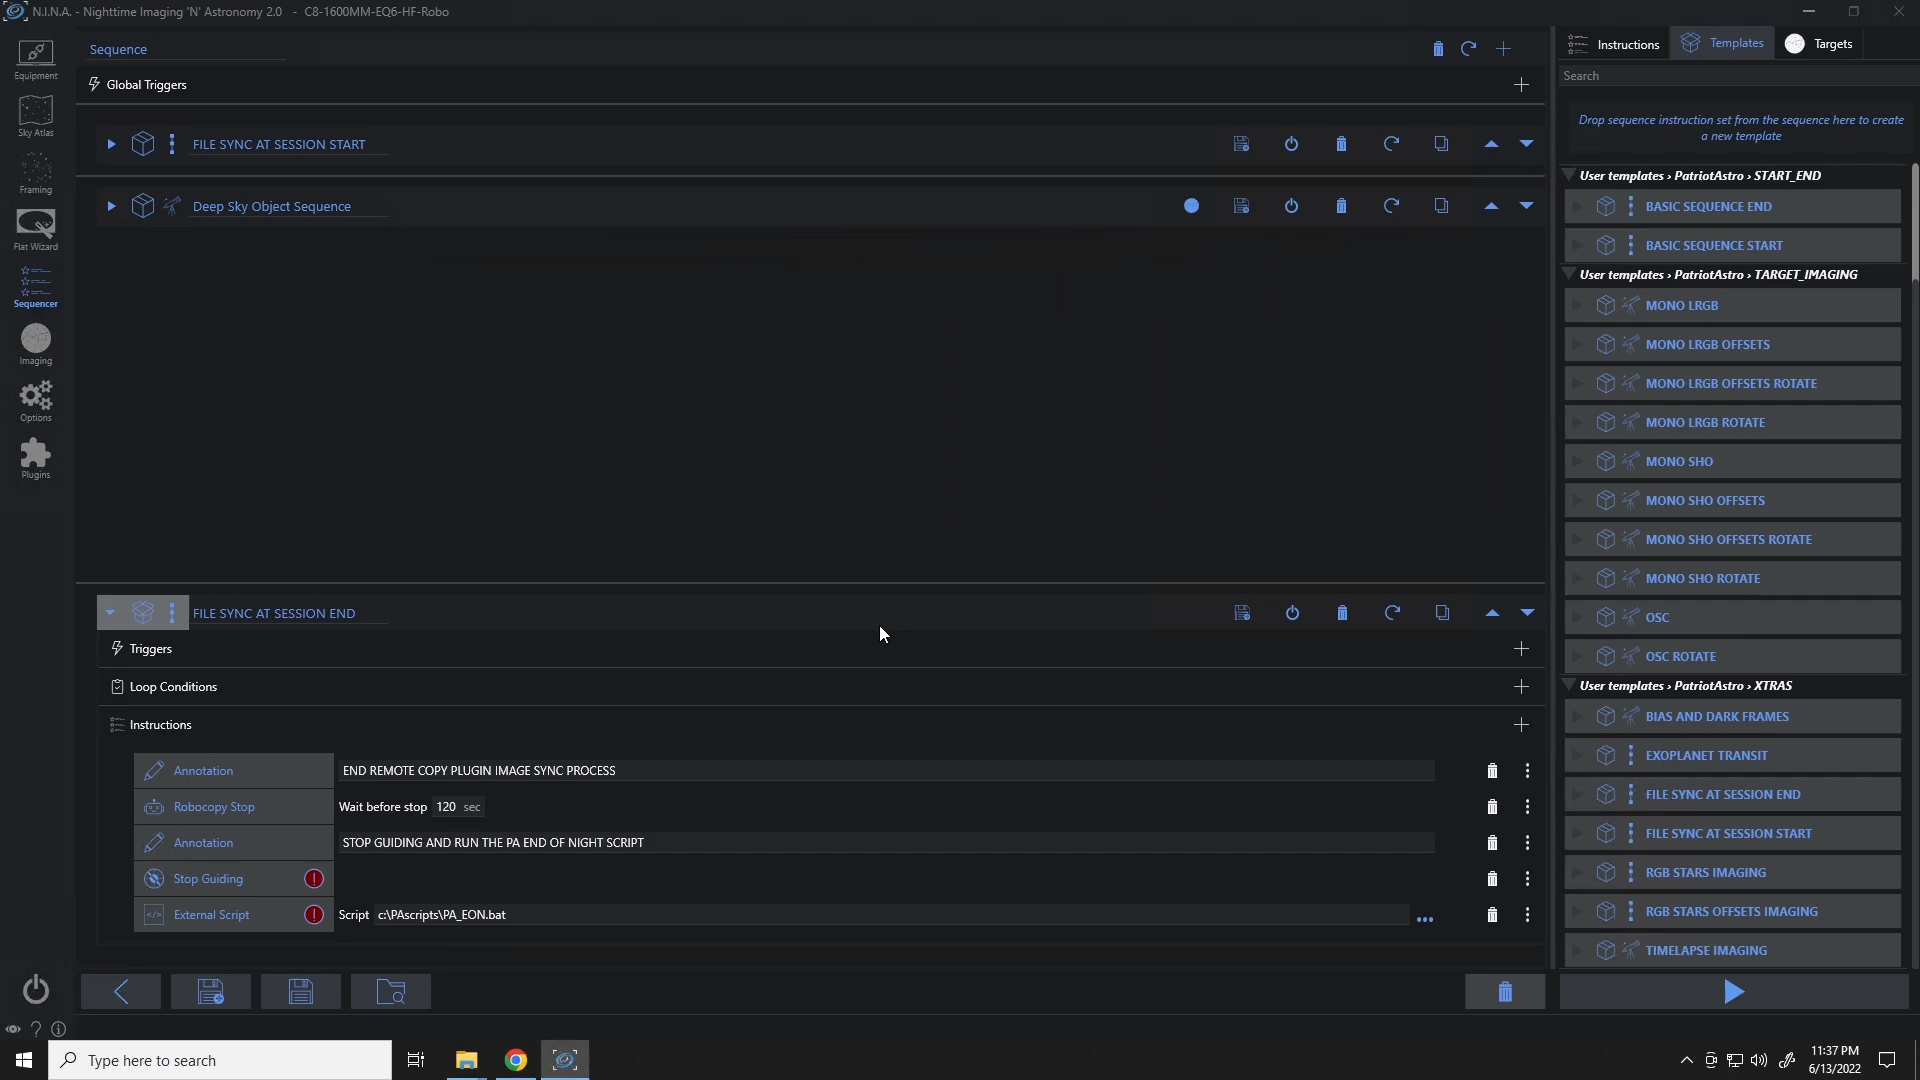 N.I.N.A. - Nighttime Imaging 'N' Astronomy 2.0 - C8-1600MM-EQ6-HF-Robo
Equipment
Sky Atlas
Framing
Flat Wizard
Sequencer
Imaging
Options
Plugins
Sequence
Global Triggers
FILE SYNC AT SESSION START
Deep Sky Object Sequence
FILE SYNC AT SESSION END
Triggers
Loop Conditions
Instructions
Annotation END REMOTE COPY PLUGIN IMAGE SYNC PROCESS
Robocopy Stop Wait before stop 120 sec
Annotation STOP GUIDING AND RUN THE PA END OF NIGHT SCRIPT
Stop Guiding
External Script Script c:\PAscripts\PA_EON.bat
Instructions Templates Targets
Search
Drop sequence instruction set from the sequence here to create
a new template
User templates › PatriotAstro › START_END
BASIC SEQUENCE END
BASIC SEQUENCE START
User templates › PatriotAstro › TARGET_IMAGING
MONO LRGB
MONO LRGB OFFSETS
MONO LRGB OFFSETS ROTATE
MONO LRGB ROTATE
MONO SHO
MONO SHO OFFSETS
MONO SHO OFFSETS ROTATE
MONO SHO ROTATE
OSC
OSC ROTATE
User templates › PatriotAstro › XTRAS
BIAS AND DARK FRAMES
EXOPLANET TRANSIT
FILE SYNC AT SESSION END
FILE SYNC AT SESSION START
RGB STARS IMAGING
RGB STARS OFFSETS IMAGING
TIMELAPSE IMAGING
Type here to search
11:37 PM
6/13/2022